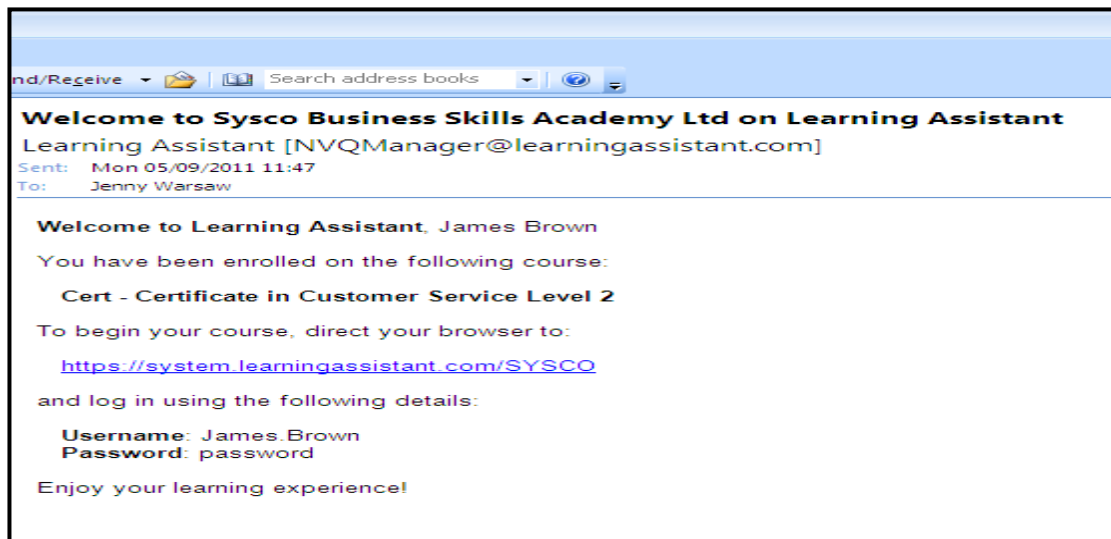 nd/Receive
Search address books
Welcome to Sysco Business Skills Academy Ltd on Learning Assistant
Learning Assistant [NVQManager@learningassistant.com]
Sent: Mon 05/09/2011 11:47
To: Jenny Warsaw
Welcome to Learning Assistant, James Brown
You have been enrolled on the following course:
Cert - Certificate in Customer Service Level 2
To begin your course, direct your browser to:
https://system.learningassistant.com/SYSCO
and log in using the following details:
Username: James.Brown
Password: password
Enjoy your learning experience!